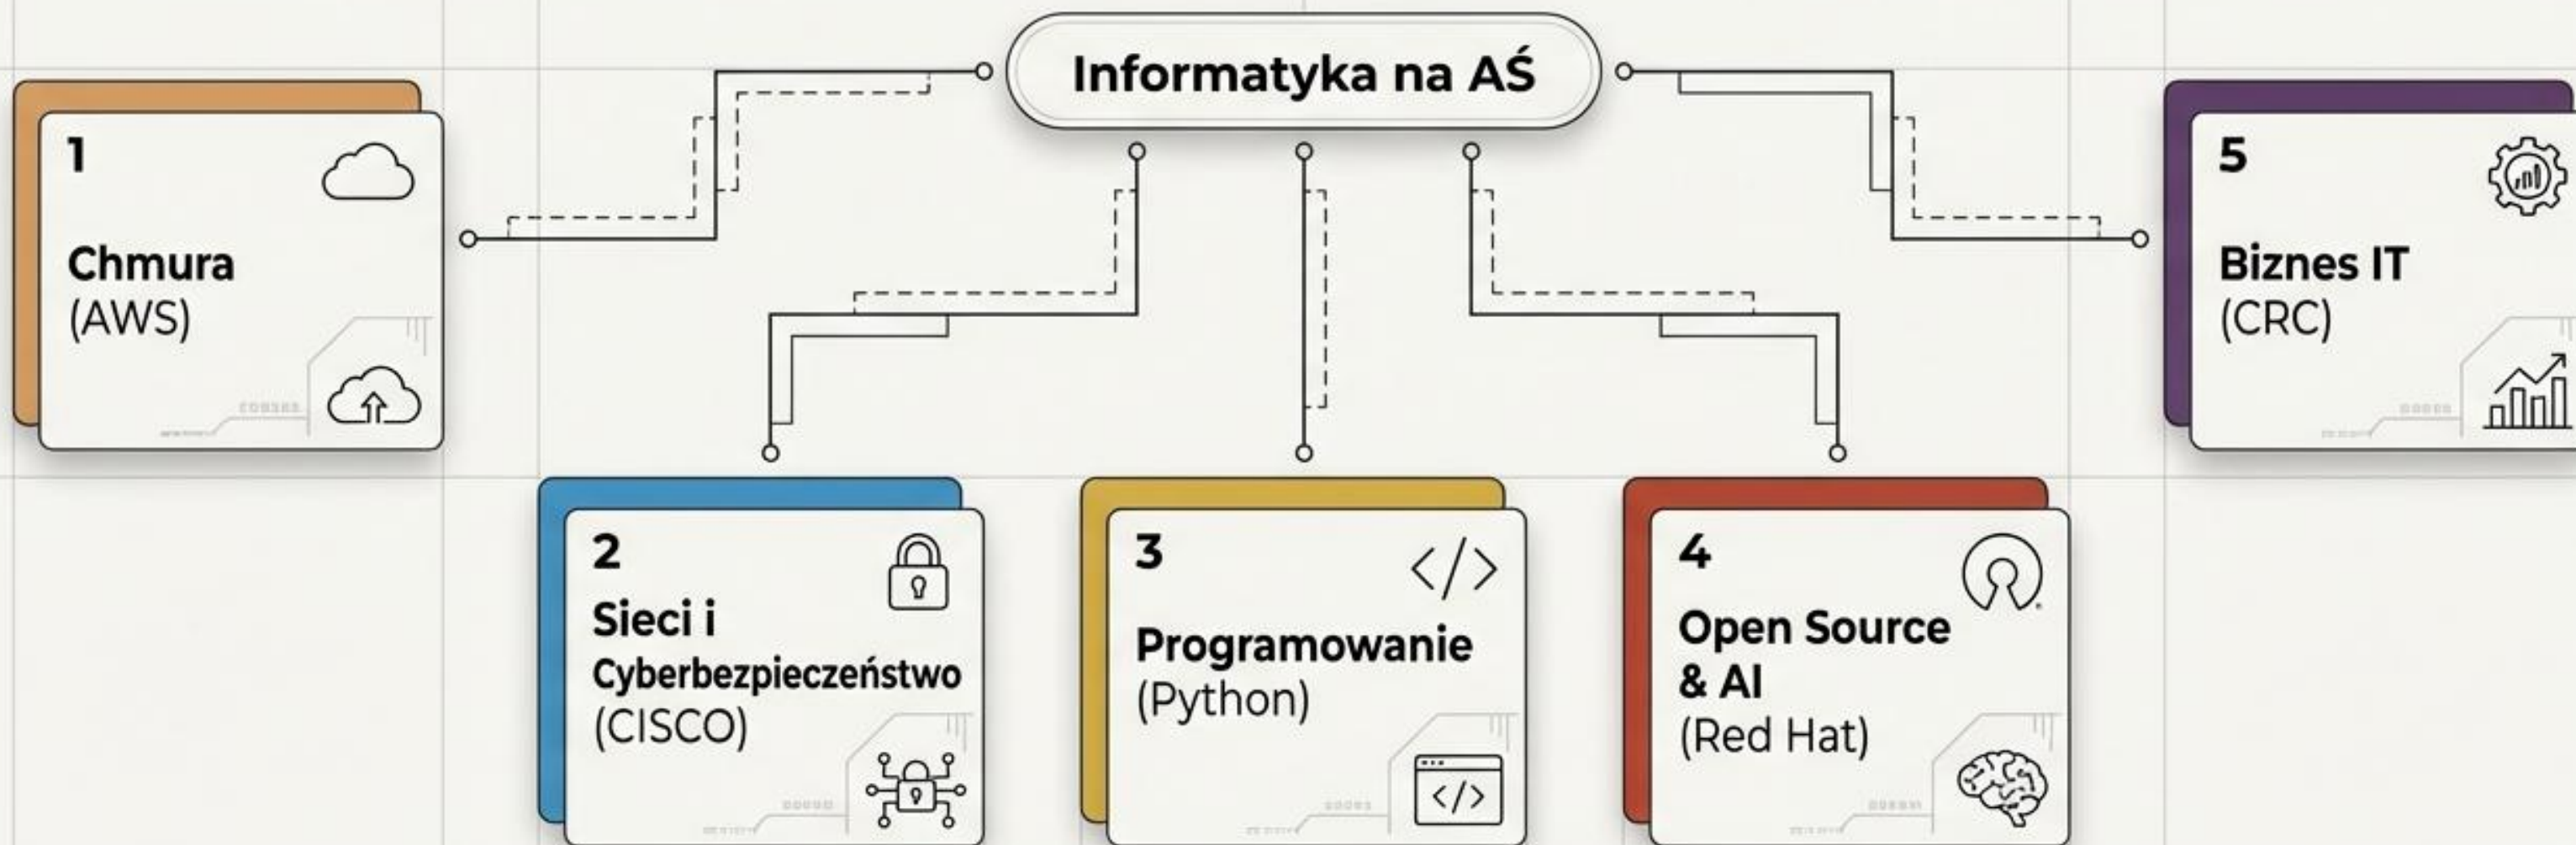 Informatyka na AŚ
1
Chmura
(AWS)
2
Sieci i
Cyberbezpieczeństwo
(CISCO)
3
Programowanie
(Python)
4
Open Source
& AI
(Red Hat)
5
Biznes IT
(CRC)